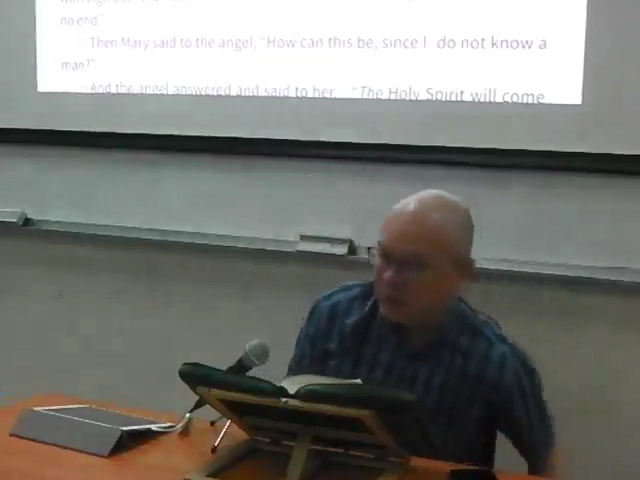 no end"
Then Mary said to the angel, "How can this be, since I do not know a
man?"
And the angel answered and said to her, "The Holy Spirit will come